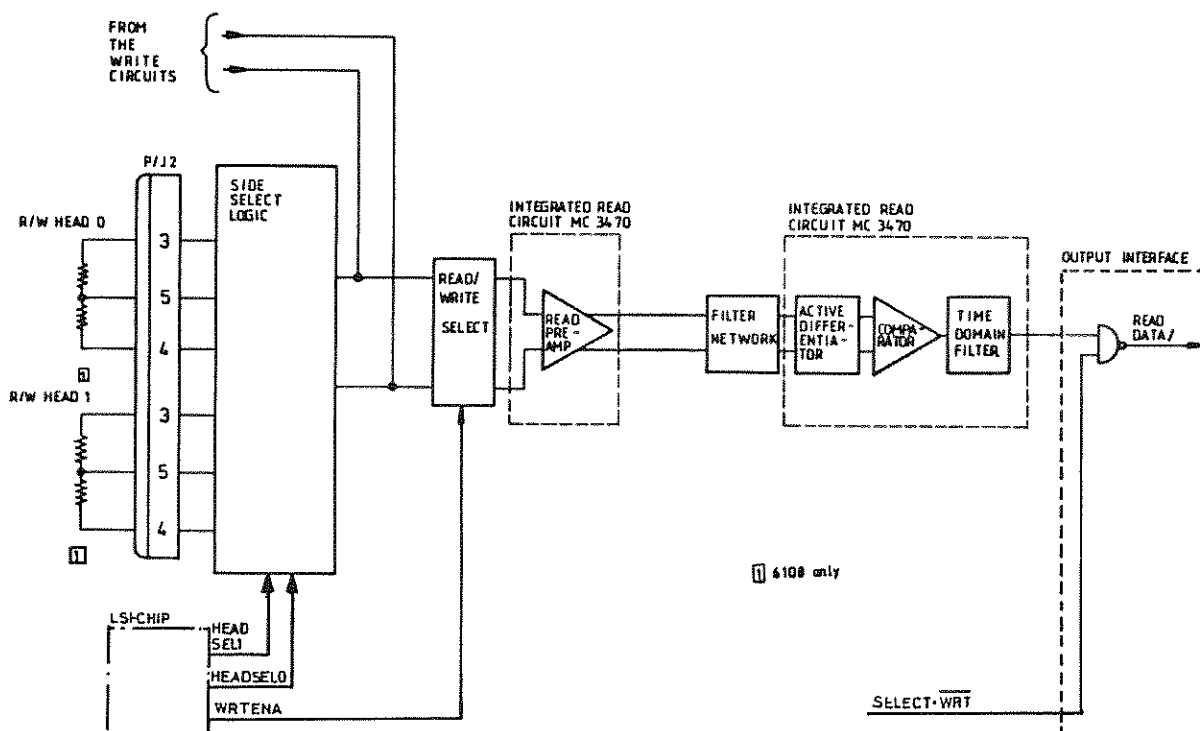 FROM
THE
WRITE
CIRCUITS
P/J2
SIDE
SELECT
LOGIC
R/W HEAD 0
3
5
4
1
R/W HEAD 1
3
5
4
1
READ/
WRITE
SELECT
INTEGRATED READ
CIRCUIT MC 3470
READ
PRE-
AMP
FILTER
NETWORK
INTEGRATED READ
CIRCUIT MC 3470
ACTIVE
DIFFER-
ENTIA-
TOR
COMPA-
RATOR
TIME
DOMAIN
FILTER
OUTPUT INTERFACE
READ
DATA/
1 6108 only
LSI-CHIP
HEAD
SEL1
HEADSEL0
WRTENA
SELECT·W̅R̅T̅